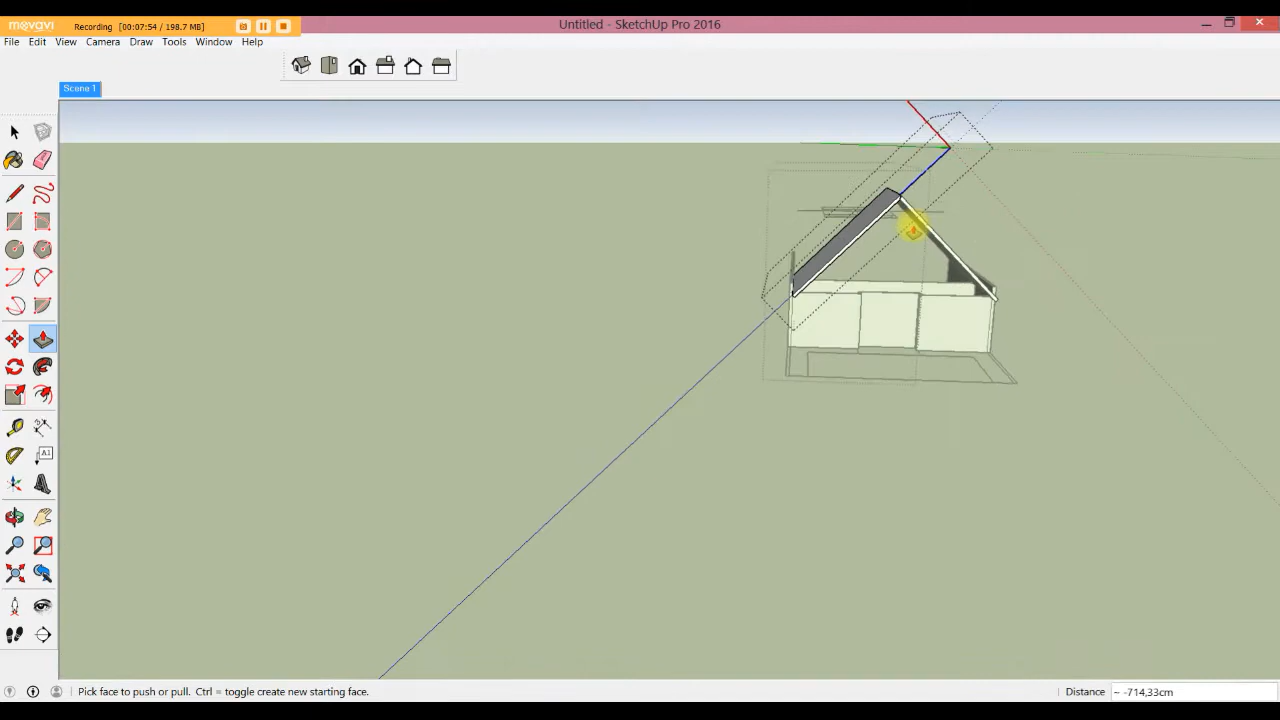 movavi
Recording [00:07:54 / 198.7 MB]
Untitled - SketchUp Pro 2016
File Edit View Camera Draw Tools Window Help
Scene 1
A1
Pick face to push or pull. Ctrl = toggle create new starting face.
Distance ~ -714,33cm